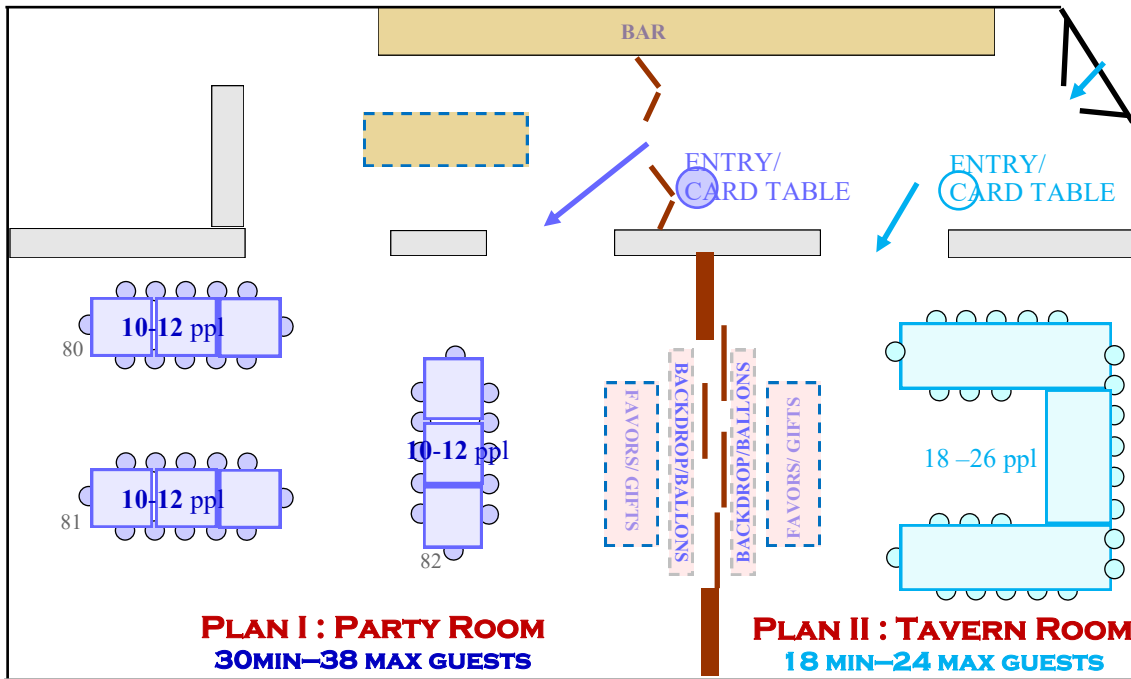 BAR
ENTRY/
CARD TABLE
ENTRY/
CARD TABLE
10-12 ppl
80
10-12 ppl
81
10-12 ppl
82
FAVORS/ GIFTS
BACKDROP/BALLONS
BACKDROP/BALLONS
FAVORS/ GIFTS
18 –26 ppl
PLAN I : PARTY ROOM
30MIN–38 MAX GUESTS
PLAN II : TAVERN ROOM
18 MIN–24 MAX GUESTS